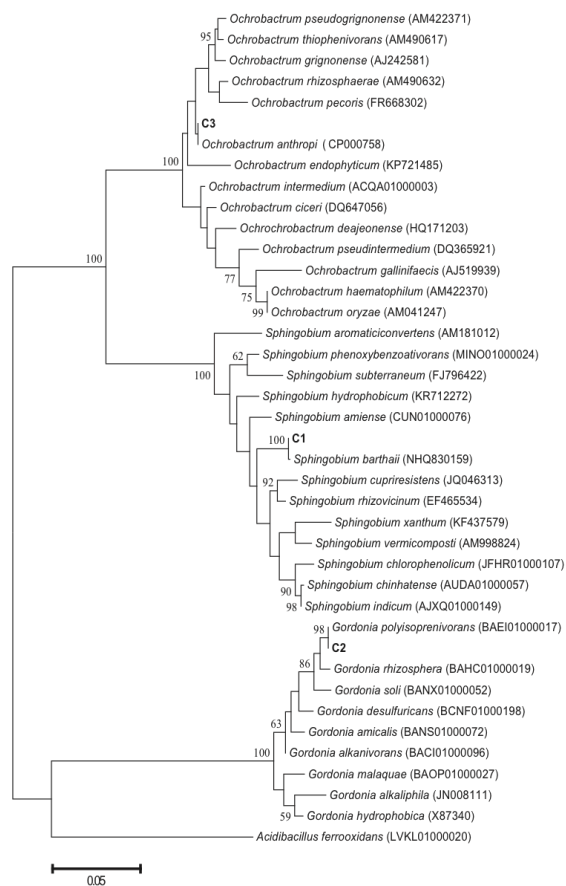 Ochrobactrum pseudogrignonense (AM422371)
95
Ochrobactrum thiophenivorans (AM490617)
Ochrobactrum grignonense (AJ242581)
Ochrobactrum rhizosphaerae (AM490632)
Ochrobactrum pecoris (FR668302)
C3
Ochrobactrum anthropi ( CP000758)
100
Ochrobactrum endophyticum (KP721485)
Ochrobactrum intermedium (ACQA01000003)
Ochrobactrum ciceri (DQ647056)
Ochrochrobactrum deajeonense (HQ171203)
Ochrobactrum pseudintermedium (DQ365921)
100
Ochrobactrum gallinifaecis (AJ519939)
77
Ochrobactrum haematophilum (AM422370)
75
Ochrobactrum oryzae (AM041247)
99
Sphingobium aromaticiconvertens (AM181012)
62
Sphingobium phenoxybenzoativorans (MINO01000024)
100
Sphingobium subterraneum (FJ796422)
Sphingobium hydrophobicum (KR712272)
Sphingobium amiense (CUN01000076)
100
C1
Sphingobium barthaii (NHQ830159)
92
Sphingobium cupriresistens (JQ046313)
Sphingobium rhizovicinum (EF465534)
Sphingobium xanthum (KF437579)
Sphingobium vermicomposti (AM998824)
Sphingobium chlorophenolicum (JFHR01000107)
Sphingobium chinhatense (AUDA01000057)
90
98
Sphingobium indicum (AJXQ01000149)
98
Gordonia polyisoprenivorans (BAEI01000017)
C2
86
Gordonia rhizosphera (BAHC01000019)
Gordonia soli (BANX01000052)
Gordonia desulfuricans (BCNF01000198)
63
Gordonia amicalis (BANS01000072)
100
Gordonia alkanivorans (BACI01000096)
Gordonia malaquae (BAOP01000027)
Gordonia alkaliphila (JN008111)
59
Gordonia hydrophobica (X87340)
Acidibacillus ferrooxidans (LVKL01000020)
0.05